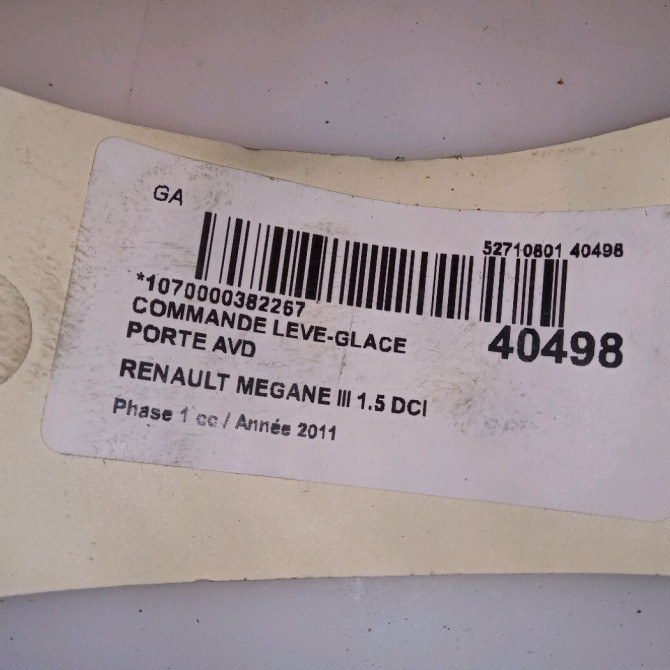 GA
52710801 40498
*1070000382267
COMMANDE LEVE-GLACE
PORTE AVD
40498
RENAULT MEGANE III 1.5 DCI
Phase 1 cc / Année 2011